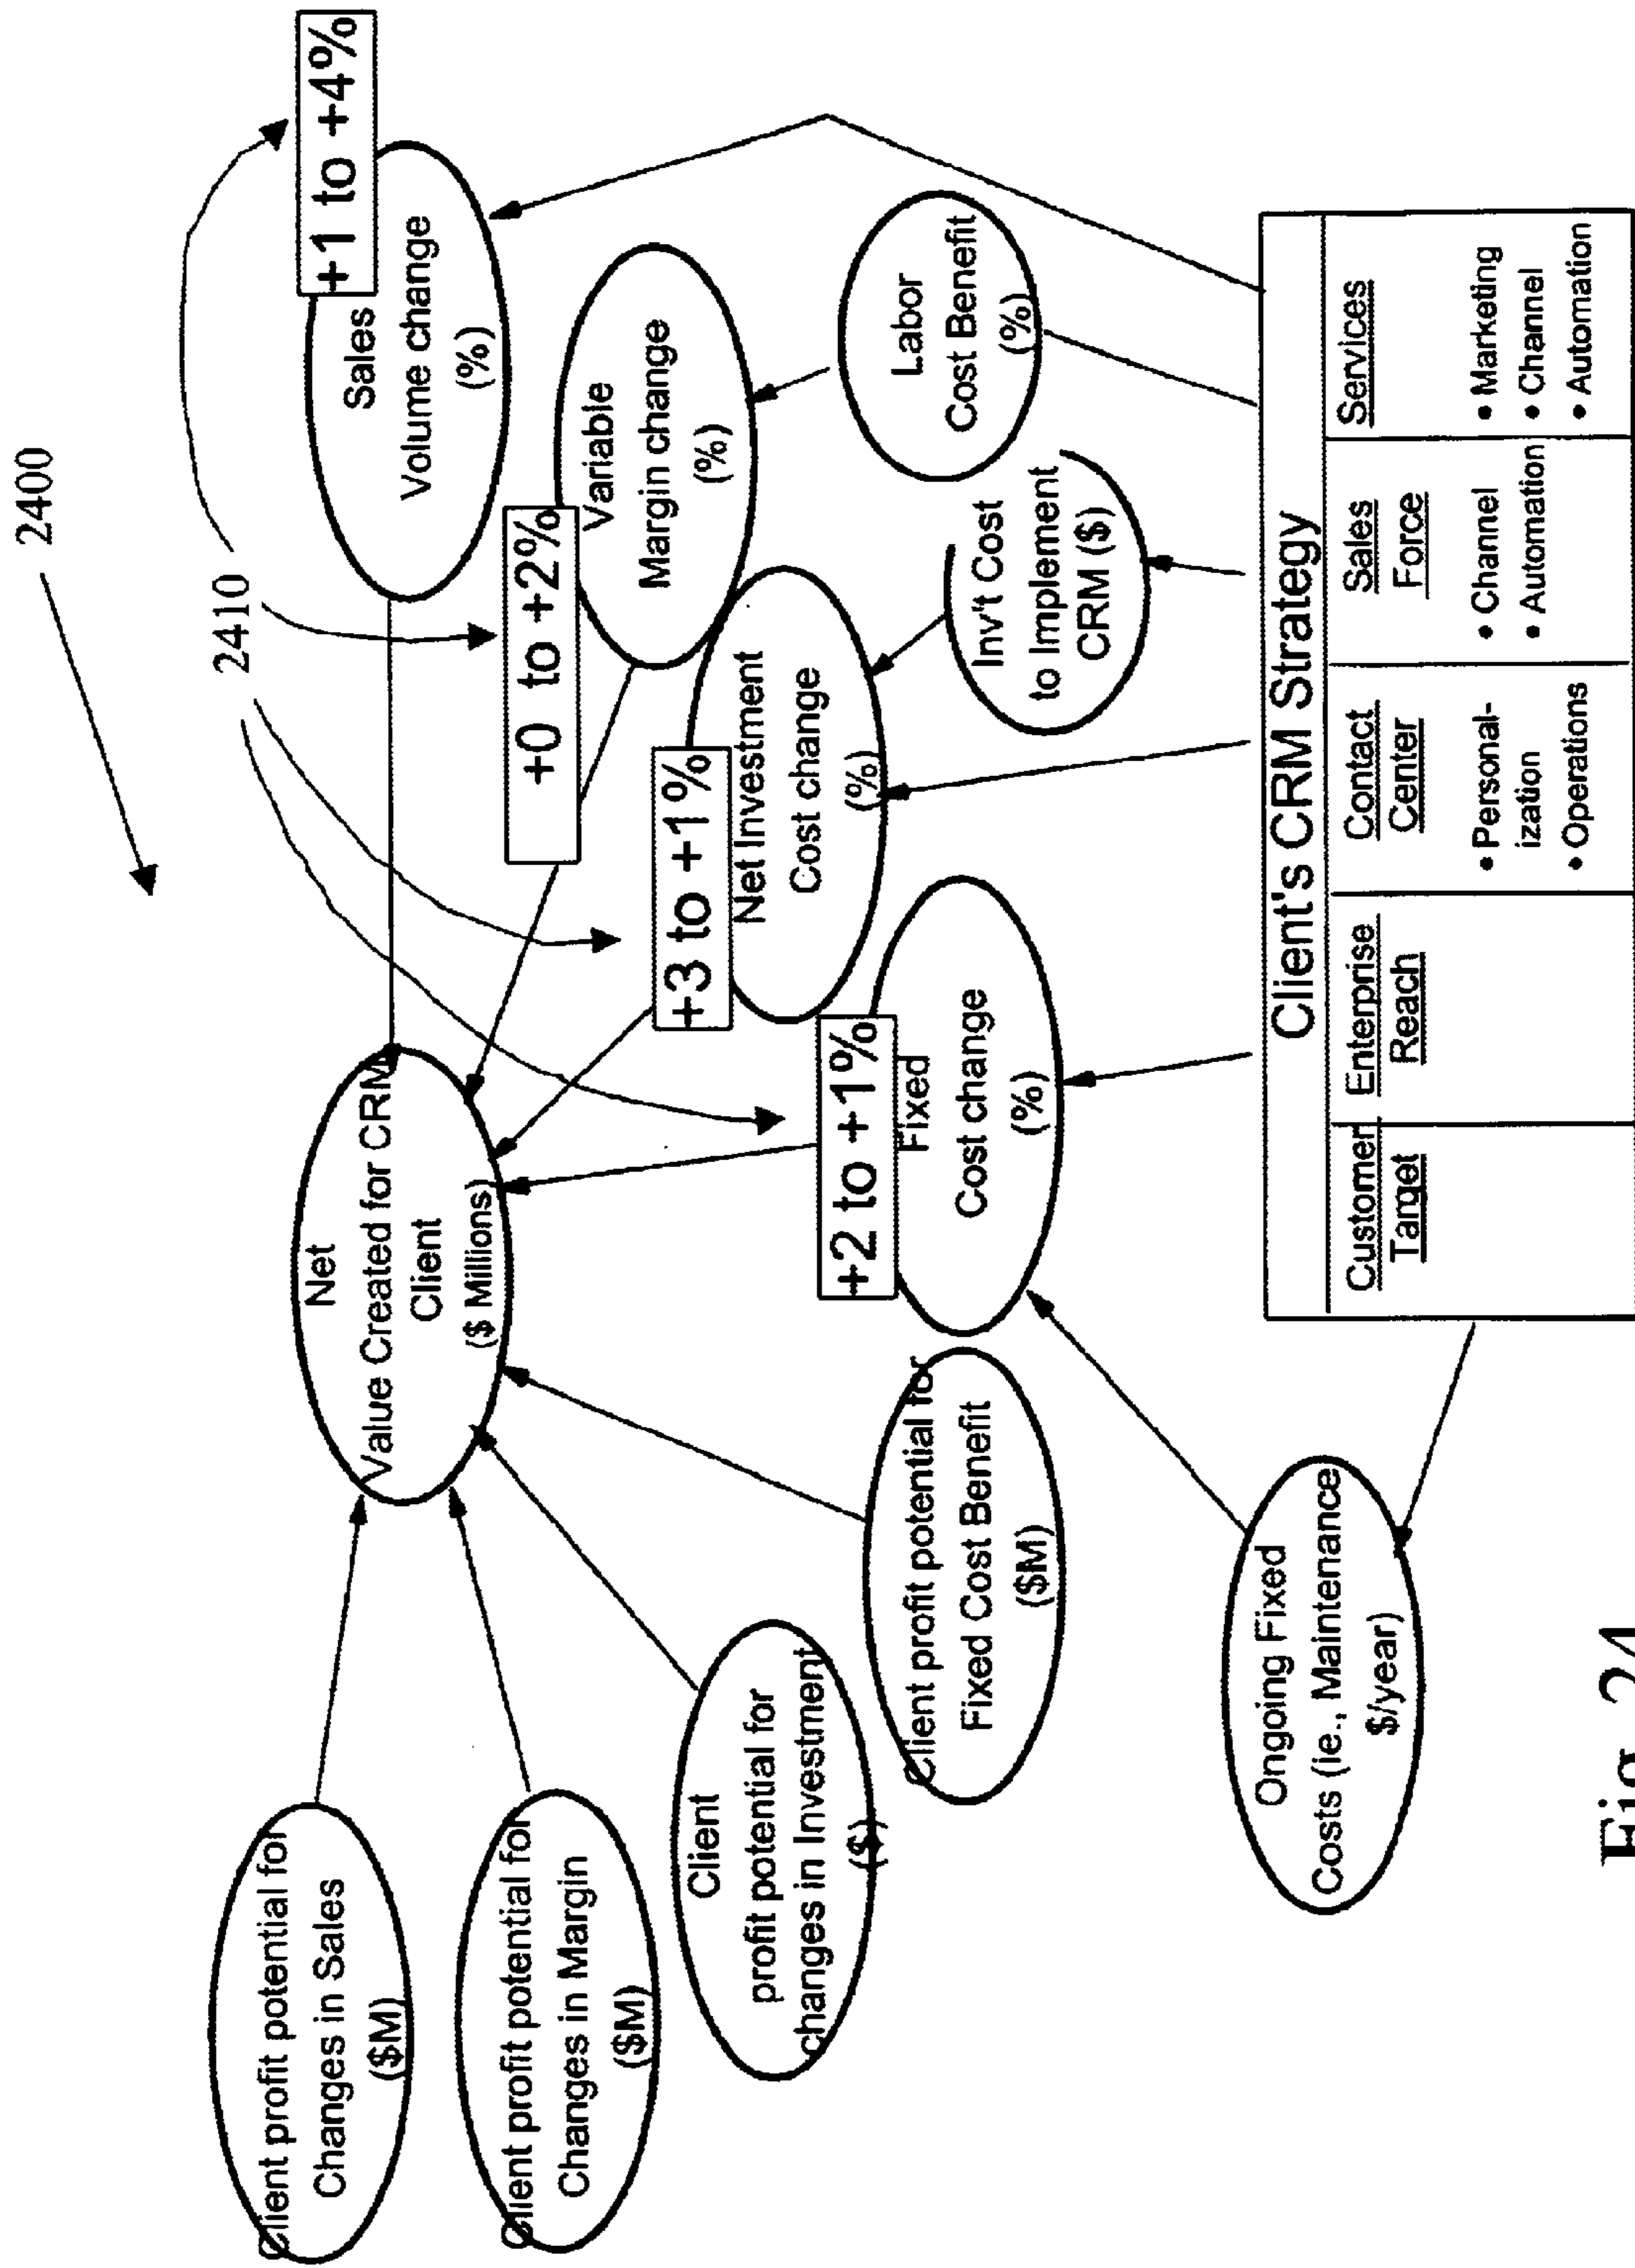 2400
2410
+1 to +4%
Sales
Volume change
(%)
+0 to +2%
Variable
Margin change
(%)
+3 to +1%
Net Investment
Cost change
(%)
+2 to +1%
Fixed
Cost change
(%)
Labor
Cost Benefit
(%)
Inv't Cost
to Implement
CRM ($)
Net
Value Created for CRM
Client
($ Millions)
Client profit potential for
Changes in Sales
($M)
Client profit potential for
Changes in Margin
($M)
Client
profit potential for
changes in Investment
($)
Client profit potential for
Fixed Cost Benefit
($M)
Ongoing Fixed
Costs (ie., Maintenance
$/year)
Client's CRM Strategy
Customer
Target
Enterprise
Reach
Contact
Center
• Personal-
ization
• Operations
Sales
Force
• Channel
• Automation
Services
• Marketing
• Channel
• Automation
Fig. 24